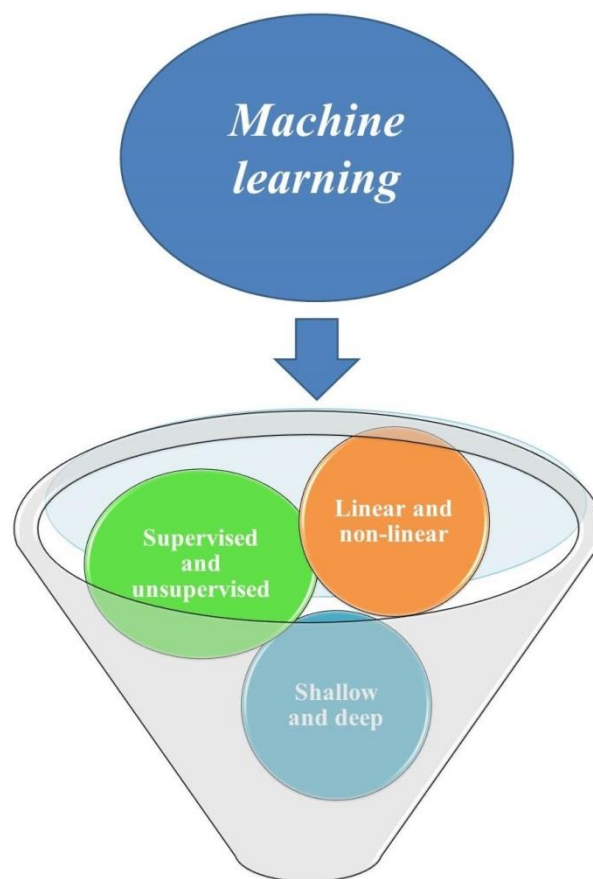 Machine
learning
Linear and
non-linear
Supervised
and
unsupervised
Shallow
and deep